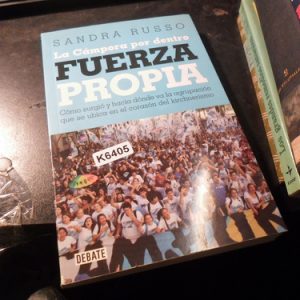 SANDRA RUSSO
La Cámpora por dentro
FUERZA
PROPIA
Cómo surgió y hacia dónde va la agrupación
que se ubica en el corazón del kirchnerismo
K6405
DEBATE